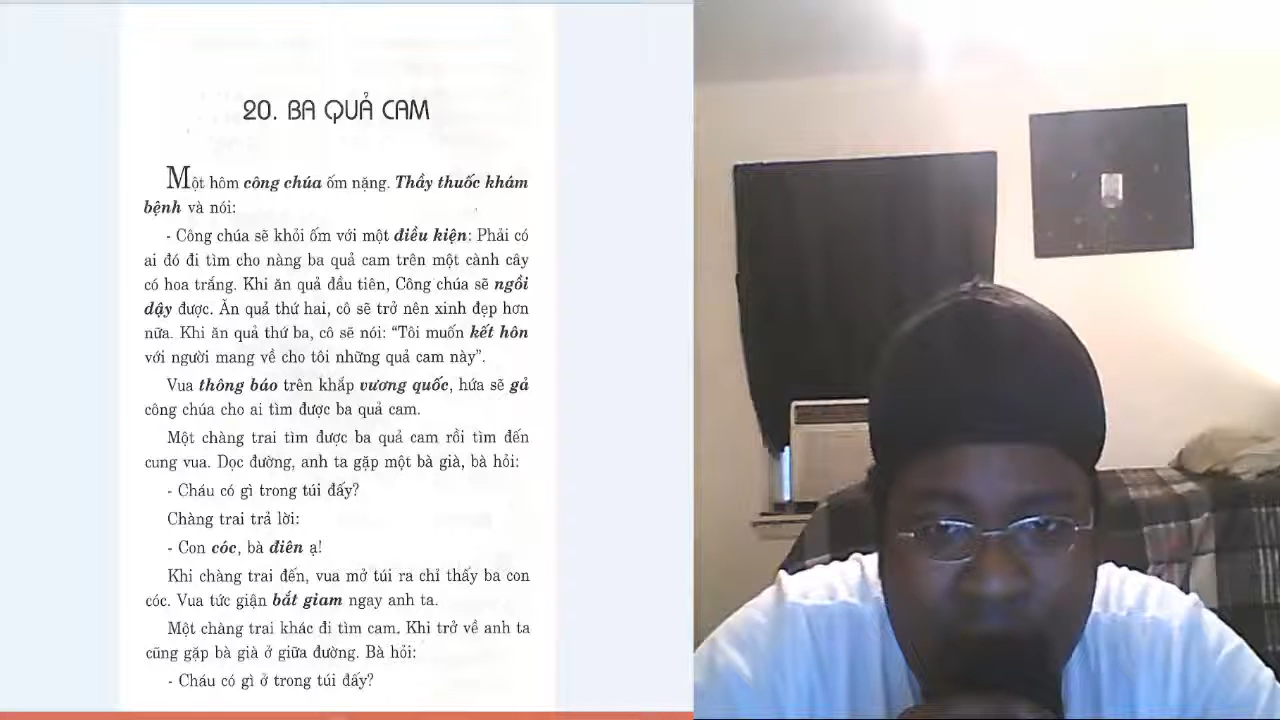 20. BA QUẢ CAM
Một hôm công chúa ốm nặng. Thầy thuốc khám
bệnh và nói:
- Công chúa sẽ khỏi ốm với một điều kiện: Phải có
ai đó đi tìm cho nàng ba quả cam trên một cành cây
có hoa trắng. Khi ăn quả đầu tiên, Công chúa sẽ ngồi
dậy được. Ăn quả thứ hai, cô sẽ trở nên xinh đẹp hơn
nữa. Khi ăn quả thứ ba, cô sẽ nói: “Tôi muốn kết hôn
với người mang về cho tôi những quả cam này”.
Vua thông báo trên khắp vương quốc, hứa sẽ gả
công chúa cho ai tìm được ba quả cam.
Một chàng trai tìm được ba quả cam rồi tìm đến
cung vua. Dọc đường, anh ta gặp một bà già, bà hỏi:
- Cháu có gì trong túi đấy?
Chàng trai trả lời:
- Con cóc, bà điên ạ!
Khi chàng trai đến, vua mở túi ra chỉ thấy ba con
cóc. Vua tức giận bắt giam ngay anh ta.
Một chàng trai khác đi tìm cam. Khi trở về anh ta
cũng gặp bà già ở giữa đường. Bà hỏi:
- Cháu có gì ở trong túi đấy?